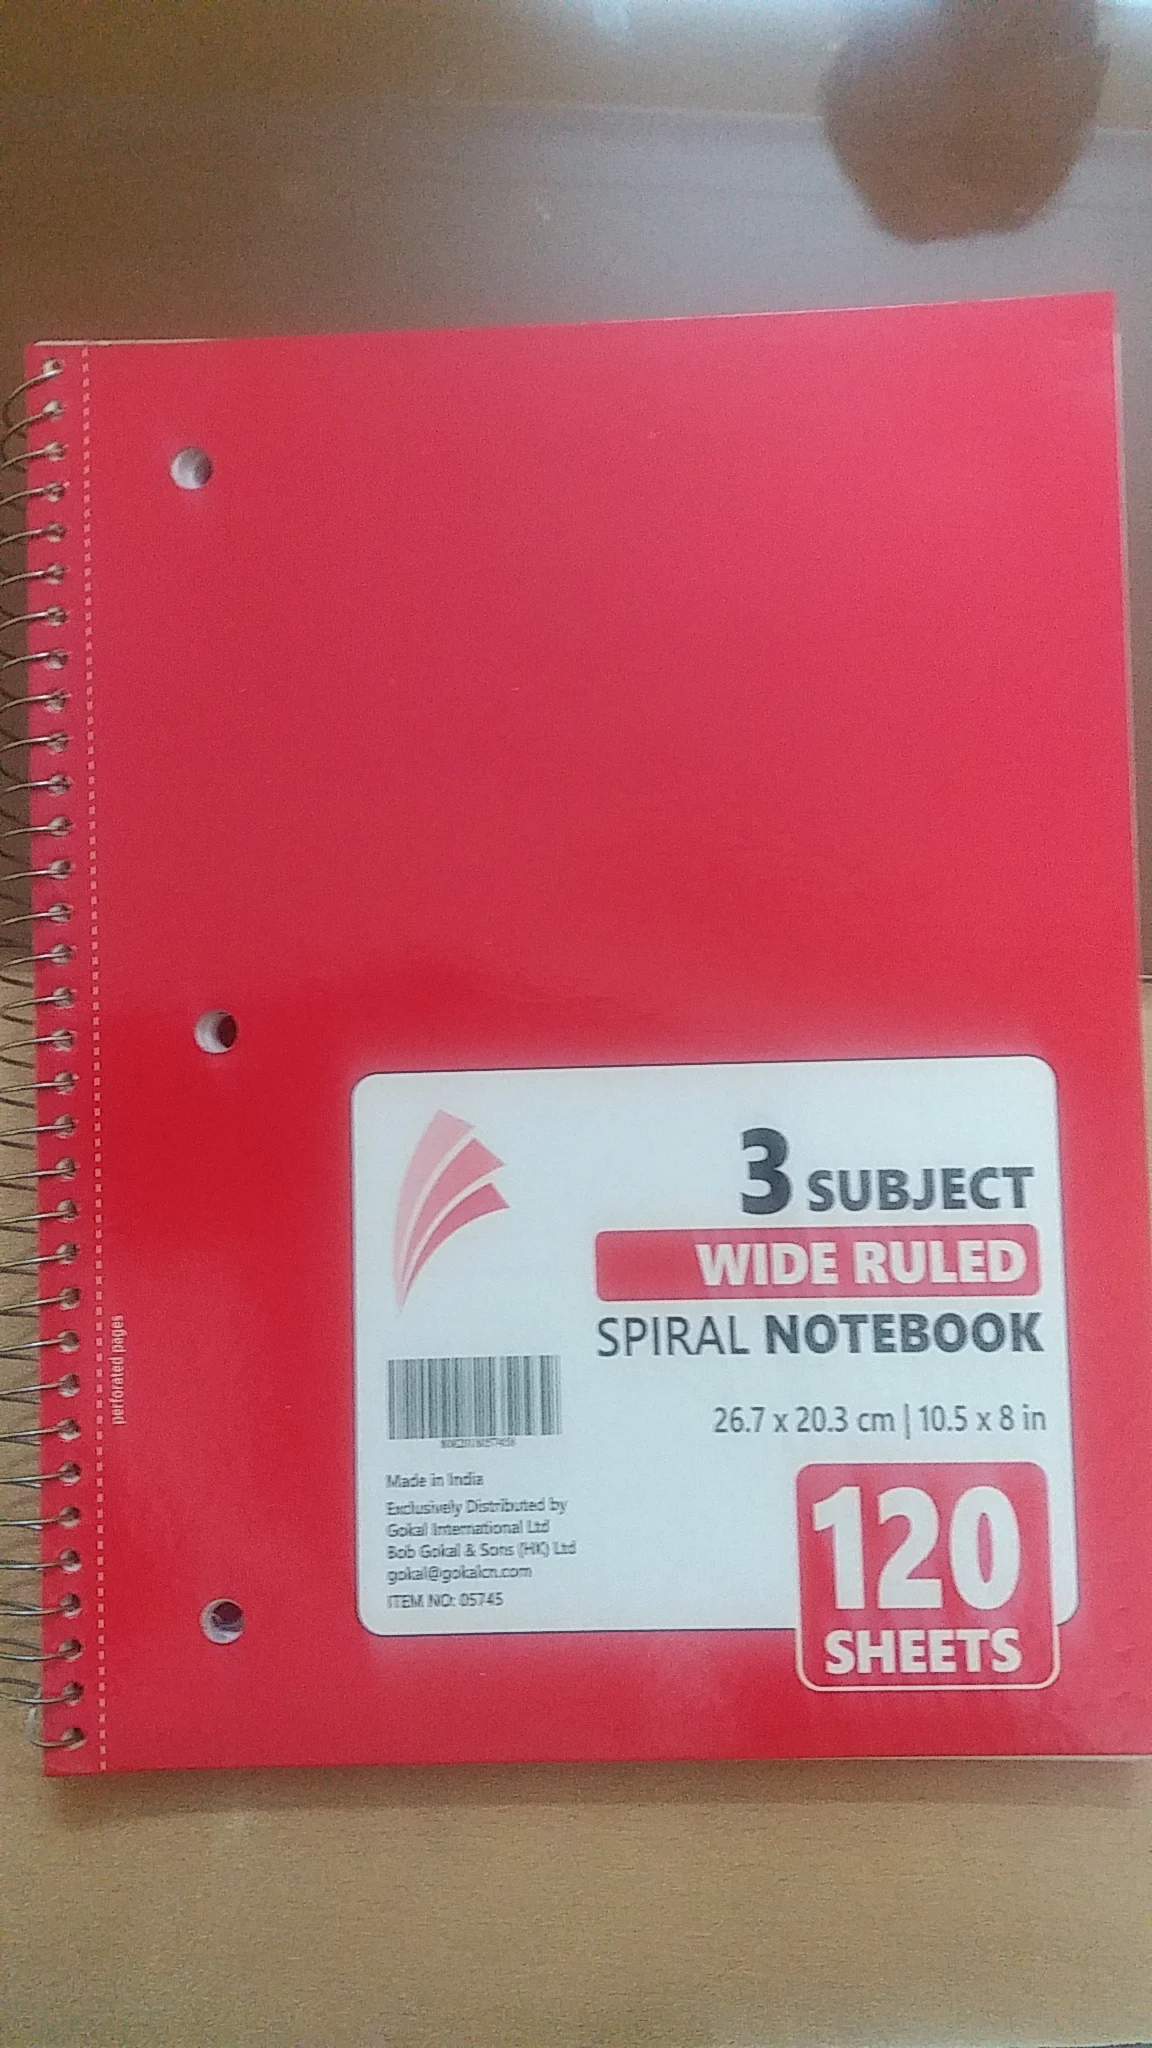 3 SUBJECT
WIDE RULED
SPIRAL NOTEBOOK
26.7 x 20.3 cm | 10.5 x 8 in
120
SHEETS
Made in India
Exclusively Distributed by
Gokal International Ltd
Bob Gokal & Sons (HK) Ltd
gokal@gokalcn.com
ITEM NO: 05745
perforated pages